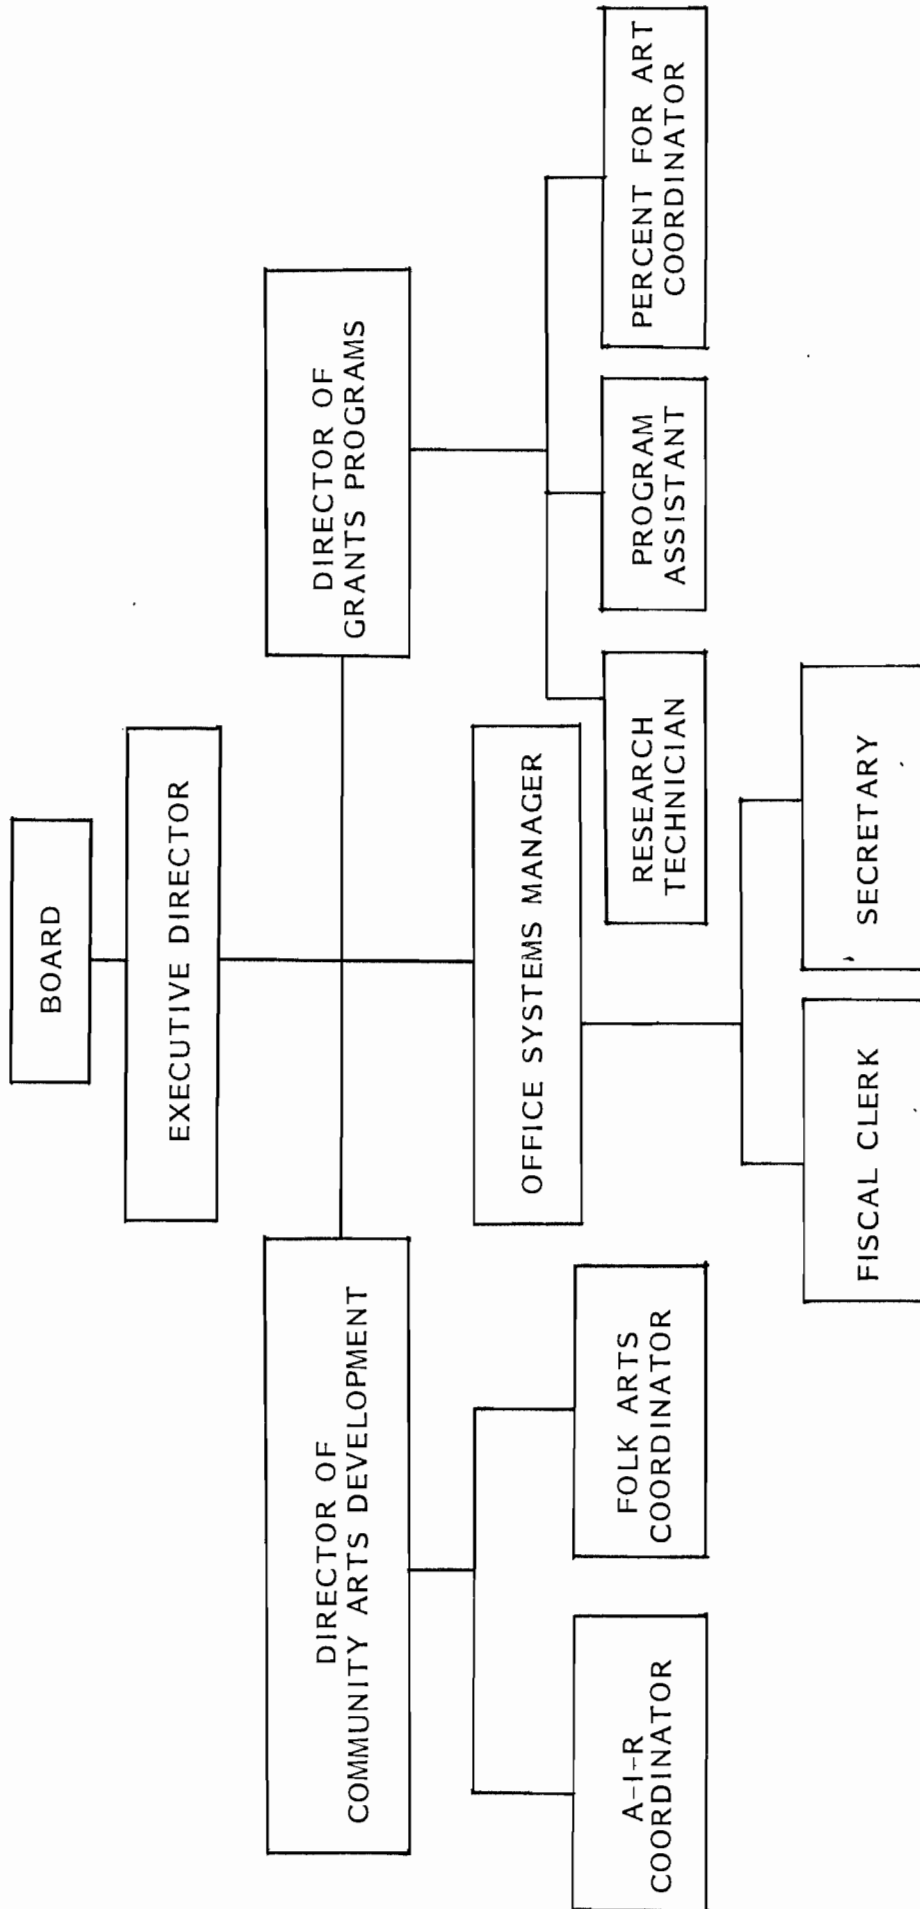 BOARD
EXECUTIVE DIRECTOR
DIRECTOR OF
COMMUNITY ARTS DEVELOPMENT
DIRECTOR OF
GRANTS PROGRAMS
OFFICE SYSTEMS MANAGER
A-I-R
COORDINATOR
FOLK ARTS
COORDINATOR
RESEARCH
TECHNICIAN
PROGRAM
ASSISTANT
PERCENT FOR ART
COORDINATOR
FISCAL CLERK
SECRETARY